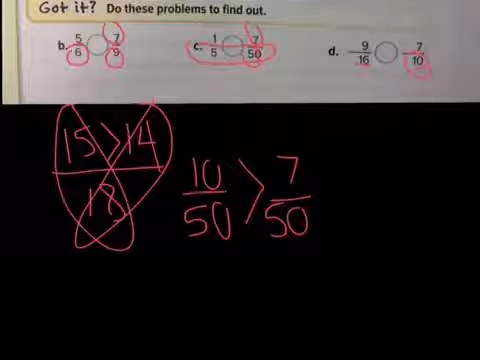 Got it? Do these problems to find out.
b. 5/6 ◯ 7/9 c. 1/5 ◯ 7/50 d. -9/16 ◯ -7/10
15 > 14
18
10/50 > 7/50